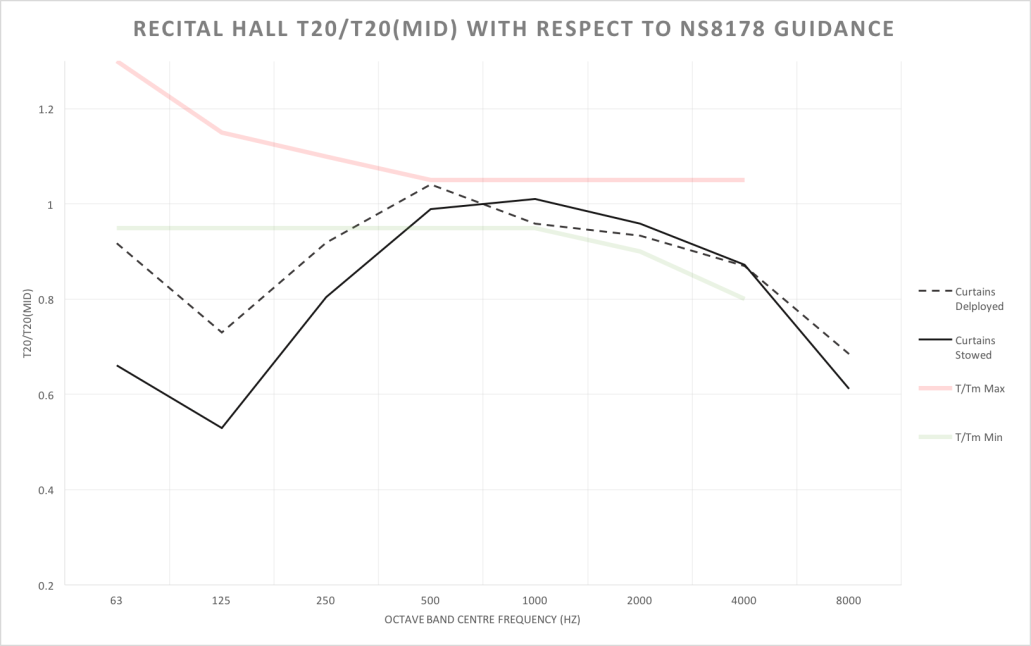 RECITAL HALL T20/T20(MID) WITH RESPECT TO NS8178 GUIDANCE
1.2
1
0.8
0.6
0.4
0.2
T20/T20(MID)
63 125 250 500 1000 2000 4000 8000
OCTAVE BAND CENTRE FREQUENCY (HZ)
Curtains
Delployed
Curtains
Stowed
T/Tm Max
T/Tm Min